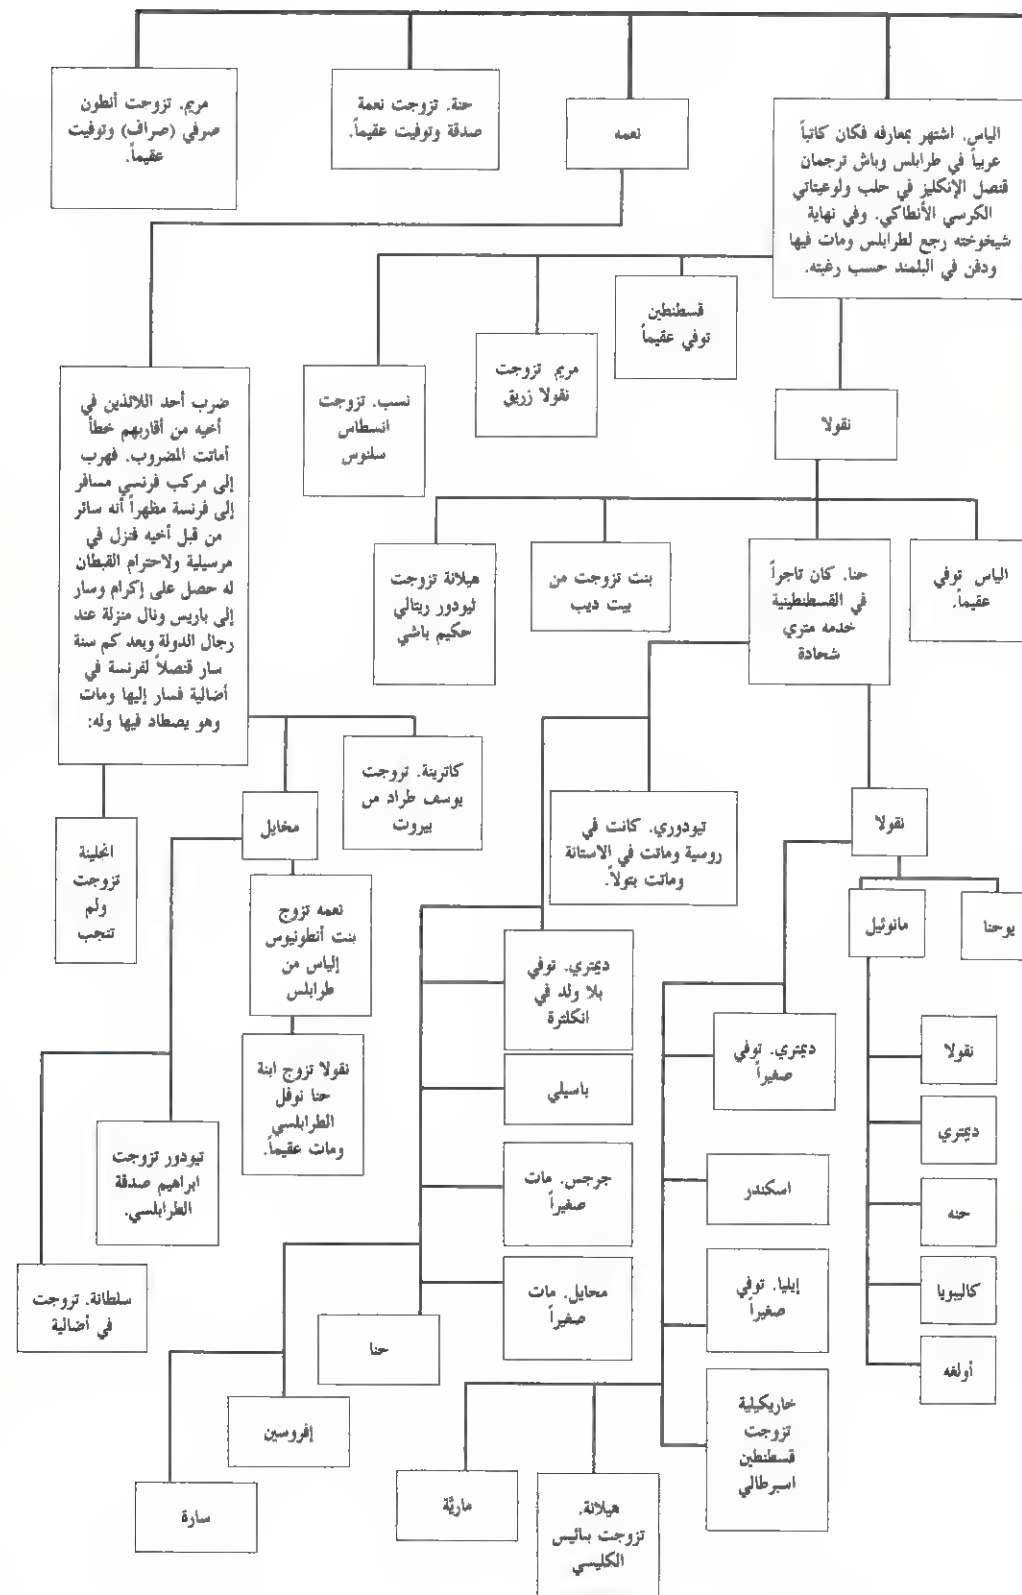 الياس. اشتهر بمعارفه فكان كاتباً
عربياً في طرابلس وباش ترجمان
قنصل الإنكليز في حلب ولوغيتاتي
الكرسي الأنطاكي. وفي نهاية
شيخوخته رجع لطرابلس ومات فيها
ودفن في البلمند حسب رغبته.
نعمه
حنة. تزوجت نعمة
صدقة وتوفيت عقيماً.
مريم. تزوجت أنطون
صرفي (صراف) وتوفيت
عقيماً.
قسطنطين
توفي عقيماً
مريم تزوجت
نقولا زريق
نسب. تزوجت
انسطاس
سلنوس
نقولا
ضرب أحد اللائذين في
أخيه من أقاربهم خطأ
أماتت المضروب. فهرب
إلى مركب فرنسي مسافر
إلى فرنسة مظهراً أنه سائر
من قبل أخيه فنزل في
مرسيلية ولاحترام القبطان
له حصل على إكرام وسار
إلى باريس ونال منزلة عند
رجال الدولة وبعد كم سنة
سار قنصلاً لفرنسة في
أضالية فسار إليها ومات
وهو يصطاد فيها وله:
الياس توفي
عقيماً.
حنا. كان تاجراً
في القسطنطينية
خدمه متري
شحادة
بنت تزوجت من
بيت ديب
هيلانة تزوجت
ثيودور ريتالي
حكيم باشي
كاترينة. تزوجت
يوسف طراد من
بيروت
مخايل
انجلينة
تزوجت
ولم
تنجب
نقولا
تيودوري. كانت في
روسية وماتت في الاستانة
وماتت بتولاً.
يوحنا
مانوئيل
نعمه تزوج
بنت أنطونيوس
إلياس من
طرابلس
ديمتري. توفي
بلا ولد في
انكلترة
ديمتري. توفي
صغيراً
نقولا
نقولا تزوج ابنة
حنا نوفل
الطرابلسي
ومات عقيماً.
باسيلي
ديمتري
تيودور تزوجت
ابراهيم صدقة
الطرابلسي.
جرجس. مات
صغيراً
اسكندر
حنه
سلطانة. تزوجت
في أضالية
مخايل. مات
صغيراً
إيليا. توفي
صغيراً
كاليبويا
حنا
أولغه
إفروسين
خاريكيلية
تزوجت
قسطنطين
اسبرطالي
سارة
ماريّة
هيلانة.
تزوجت بنائيس
الكليسي